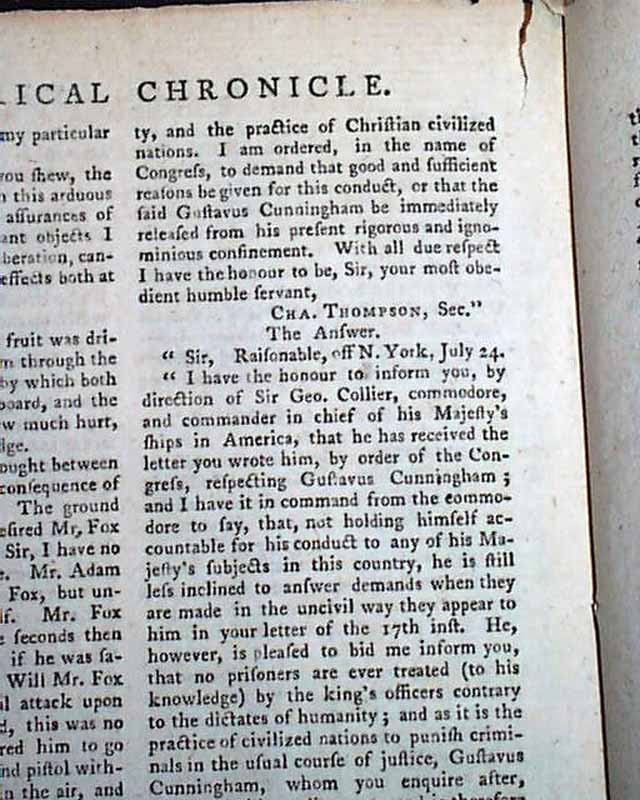 ICAL CHRONICLE.
my particular
you ſhew, the
this arduous
aſſurances of
ant objects I
beration, can-
effects both at
fruit was dri-
m through the
by which both
board, and the
w much hurt,
lge.
ought between
conſequence of
The ground
eſired Mr. Fox
Sir, I have no
e. Mr. Adam
Fox, but un-
lf. Mr. Fox
e ſeconds then
if he was ſa-
Will Mr. Fox
al attack upon
d, this was no
red him to go
nd piſtol with-
n the air, and
ty, and the practice of Chriſtian civilized
nations. I am ordered, in the name of
Congreſs, to demand that good and ſufficient
reaſons be given for this conduct, or that the
ſaid Guſtavus Cunningham be immediately
releaſed from his preſent rigorous and igno-
minious confinement. With all due reſpect
I have the honour to be, Sir, your moſt obe-
dient humble ſervant,
CHA. THOMPSON, Sec."
The Anſwer.
" Sir, Raiſonable, off N. York, July 24.
" I have the honour to inform you, by
direction of Sir Geo. Collier, commodore,
and commander in chief of his Majeſty's
ſhips in America, that he has received the
letter you wrote him, by order of the Con-
greſs, reſpecting Guſtavus Cunningham ;
and I have it in command from the commo-
dore to ſay, that, not holding himſelf ac-
countable for his conduct to any of his Ma-
jeſty's ſubjects in this country, he is ſtill
leſs inclined to anſwer demands when they
are made in the uncivil way they appear to
him in your letter of the 17th inſt. He,
however, is pleaſed to bid me inform you,
that no priſoners are ever treated (to his
knowledge) by the king's officers contrary
to the dictates of humanity ; and as it is the
practice of civilized nations to puniſh crimi-
nals in the uſual courſe of juſtice, Guſtavus
Cunningham, whom you enquire after,